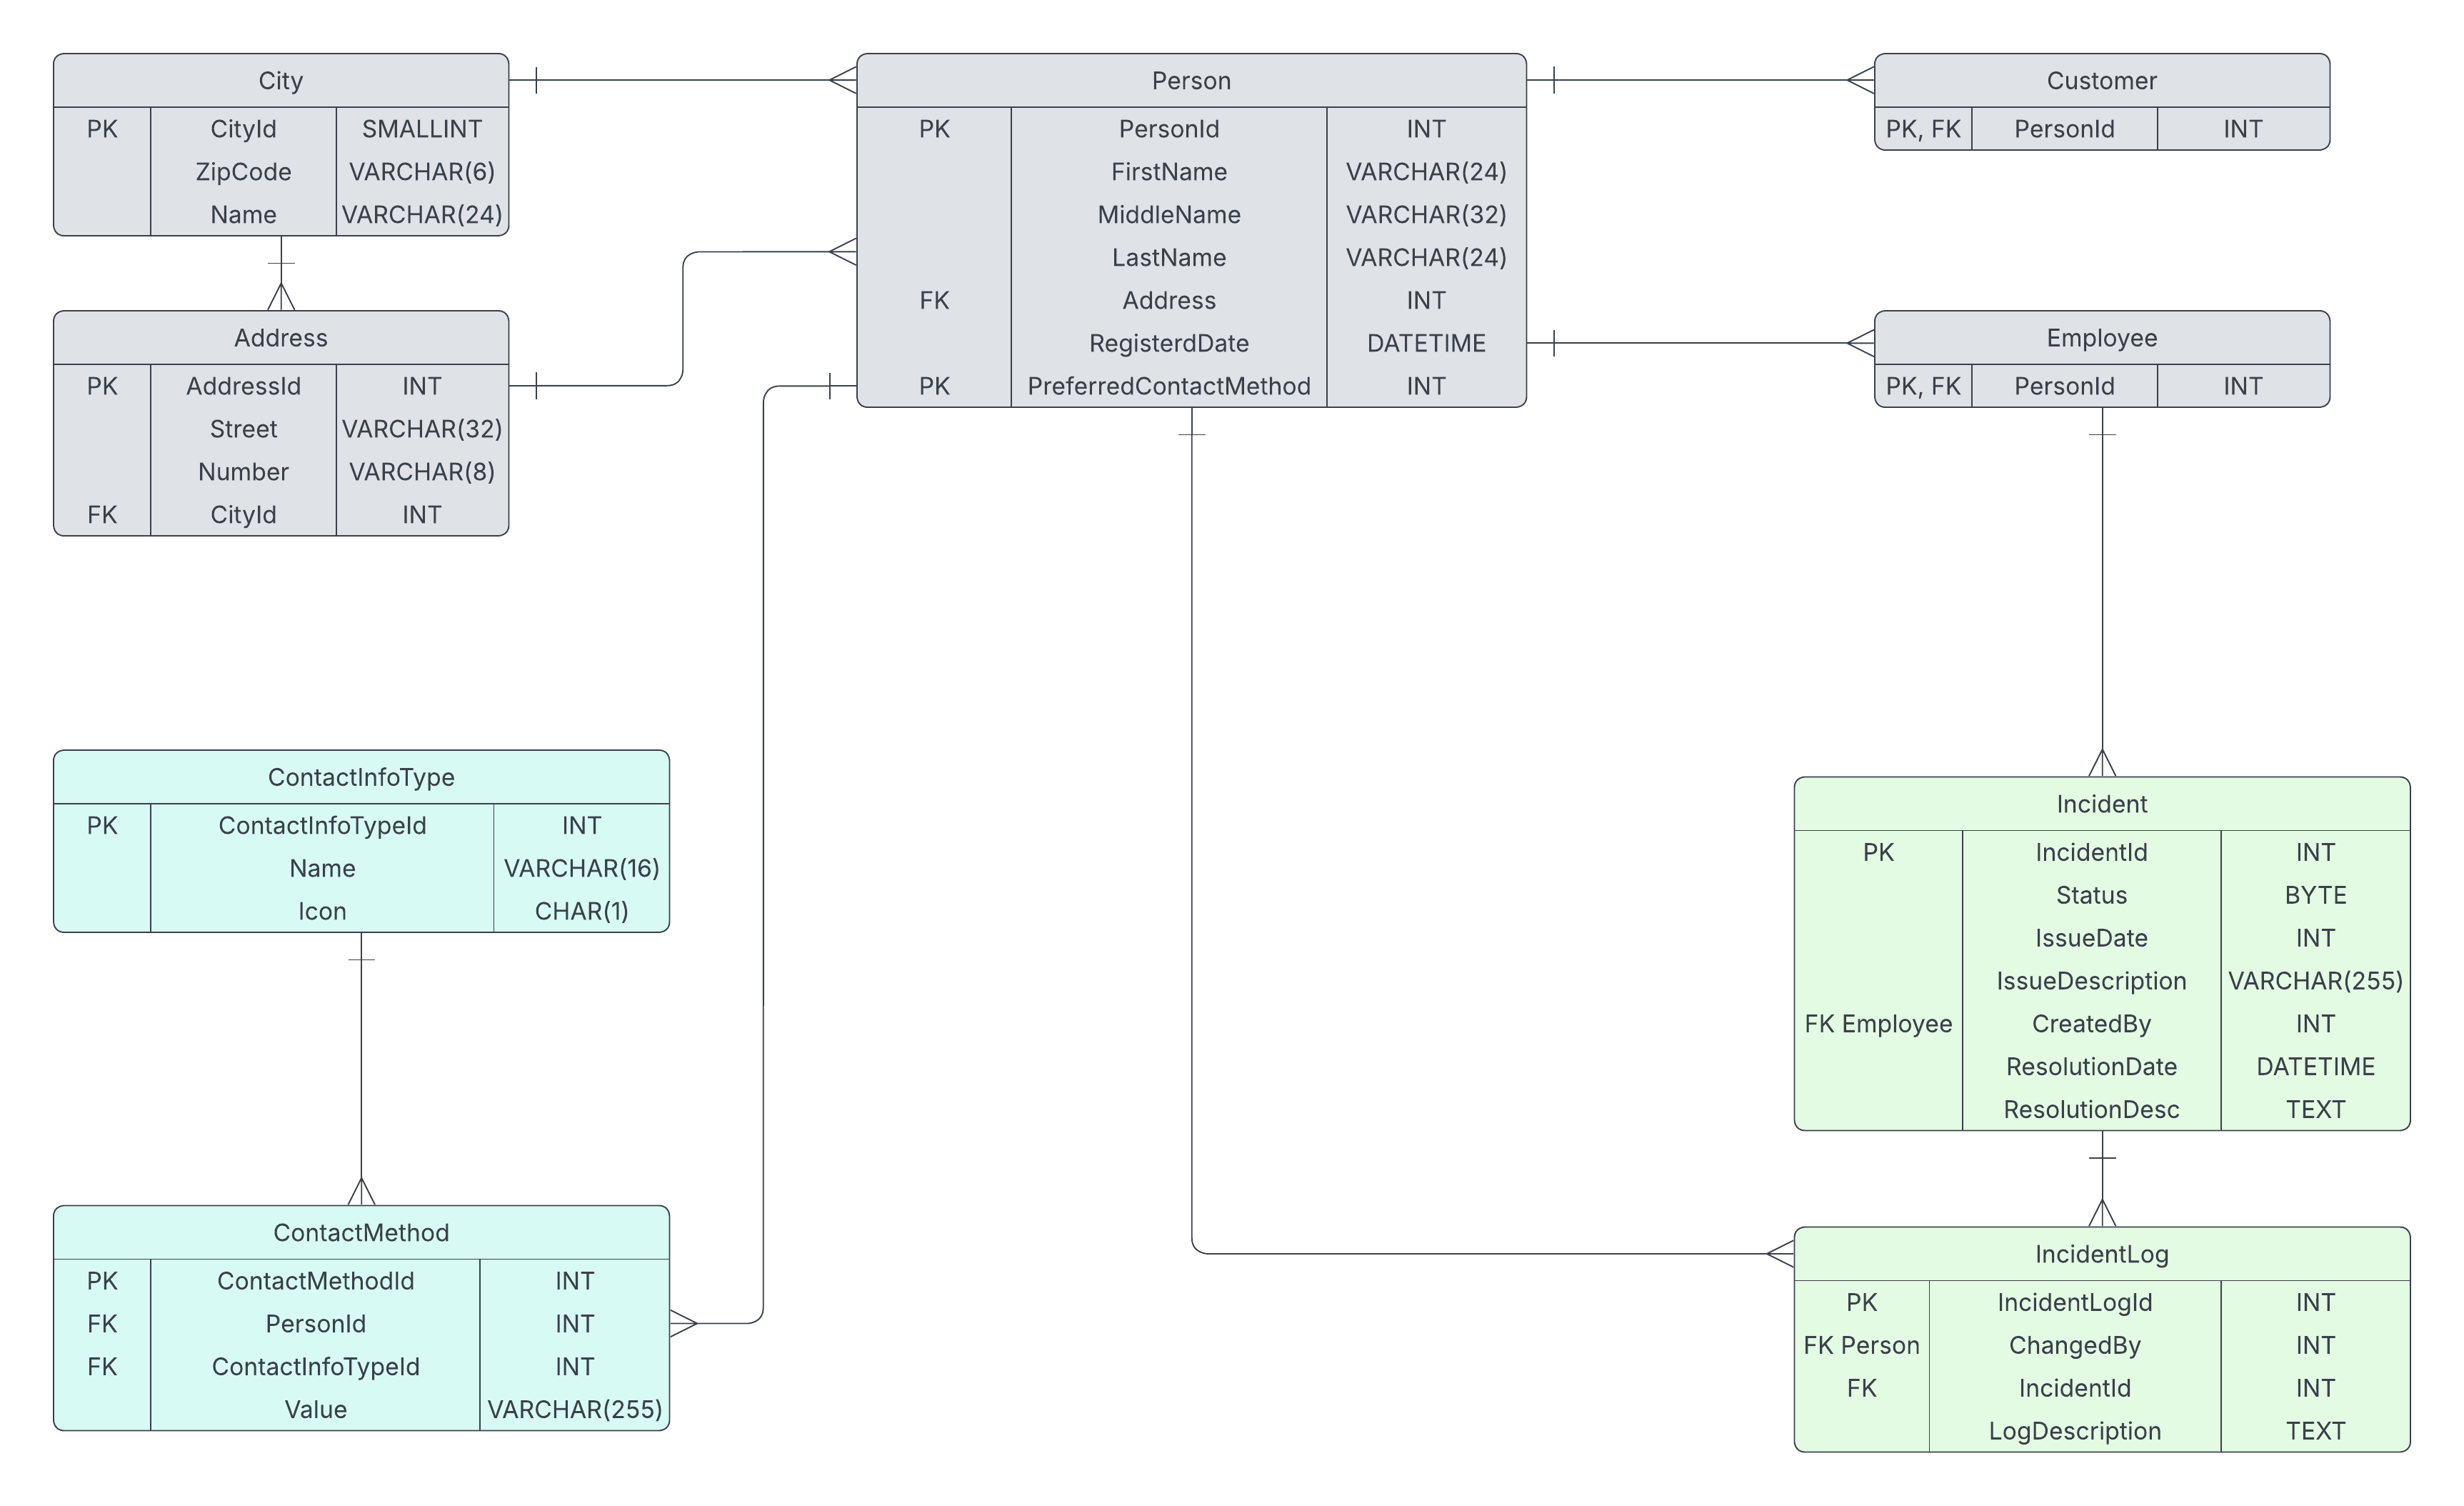 City
PK CityId SMALLINT
ZipCode VARCHAR(6)
Name VARCHAR(24)
Person
PK PersonId INT
FirstName VARCHAR(24)
MiddleName VARCHAR(32)
LastName VARCHAR(24)
FK Address INT
RegisterdDate DATETIME
PK PreferredContactMethod INT
Customer
PK, FK PersonId INT
Address
PK AddressId INT
Street VARCHAR(32)
Number VARCHAR(8)
FK CityId INT
Employee
PK, FK PersonId INT
ContactInfoType
PK ContactInfoTypeId INT
Name VARCHAR(16)
Icon CHAR(1)
Incident
PK IncidentId INT
Status BYTE
IssueDate INT
IssueDescription VARCHAR(255)
FK Employee CreatedBy INT
ResolutionDate DATETIME
ResolutionDesc TEXT
ContactMethod
PK ContactMethodId INT
FK PersonId INT
FK ContactInfoTypeId INT
Value VARCHAR(255)
IncidentLog
PK IncidentLogId INT
FK Person ChangedBy INT
FK IncidentId INT
LogDescription TEXT